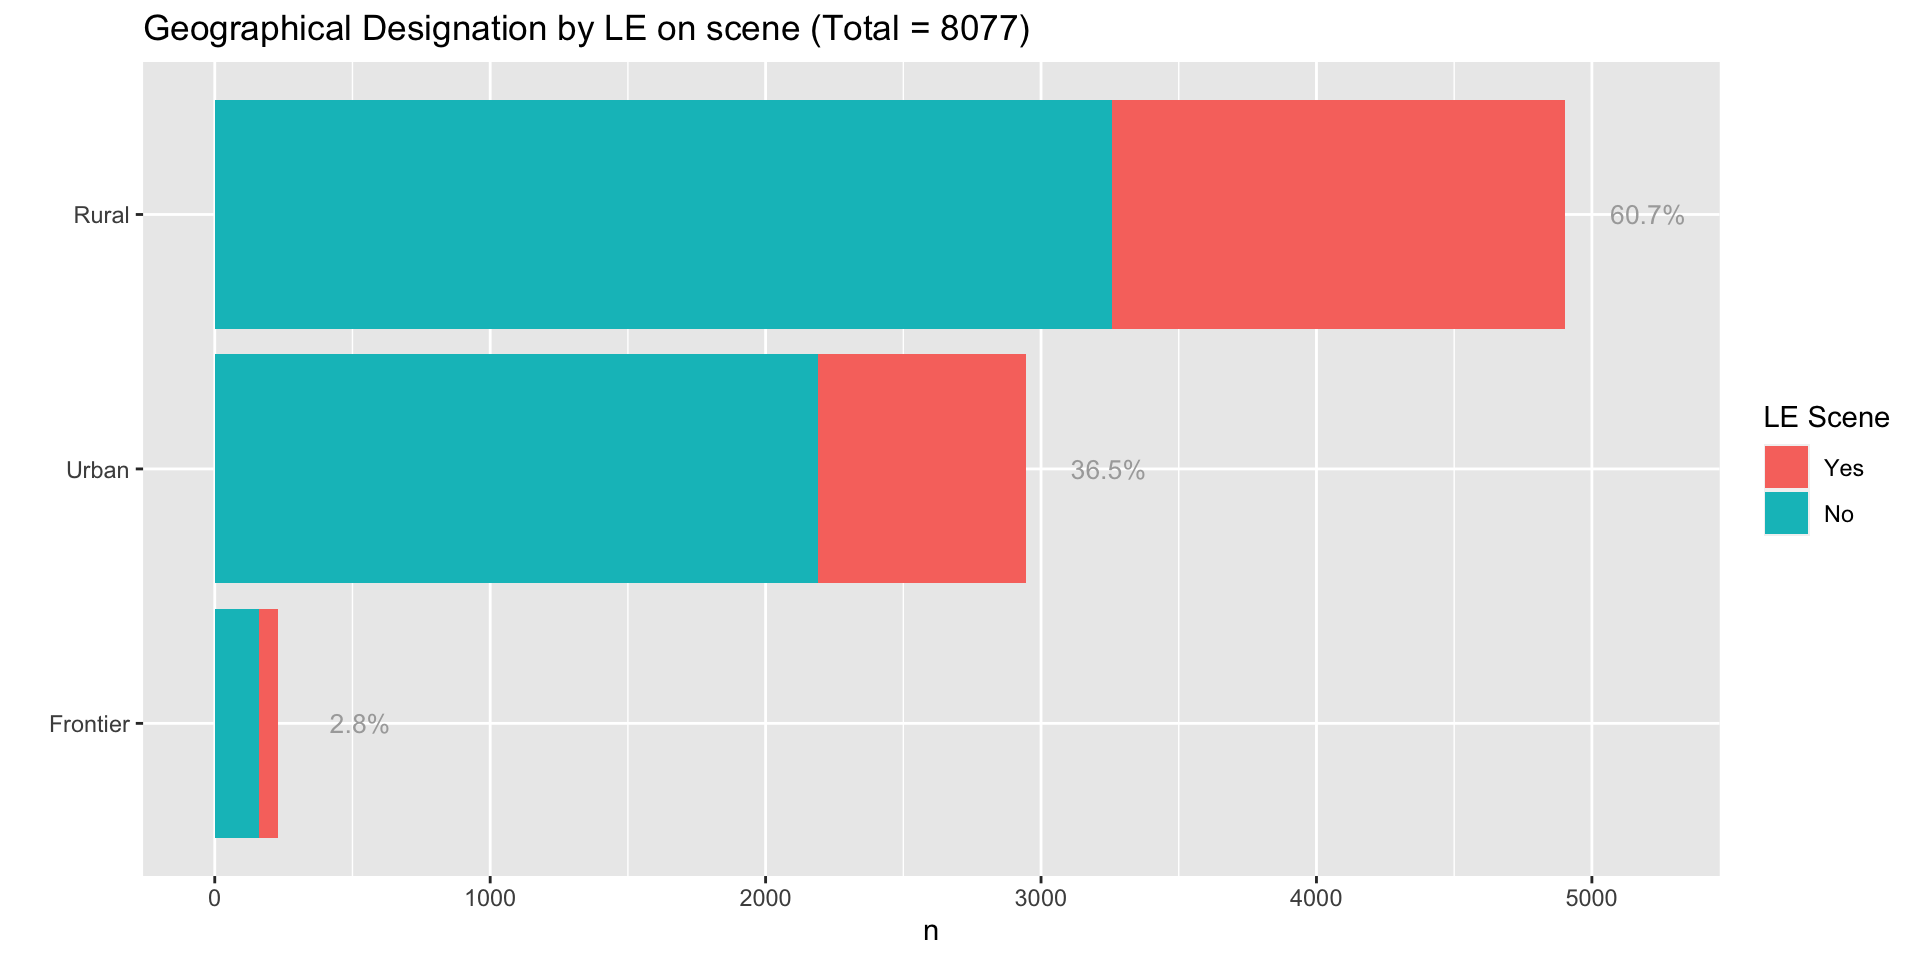 Geographical Designation by LE on scene (Total = 8077)
Rural
60.7%
Urban
36.5%
Frontier
2.8%
0 1000 2000 3000 4000 5000
n
LE Scene
Yes
No